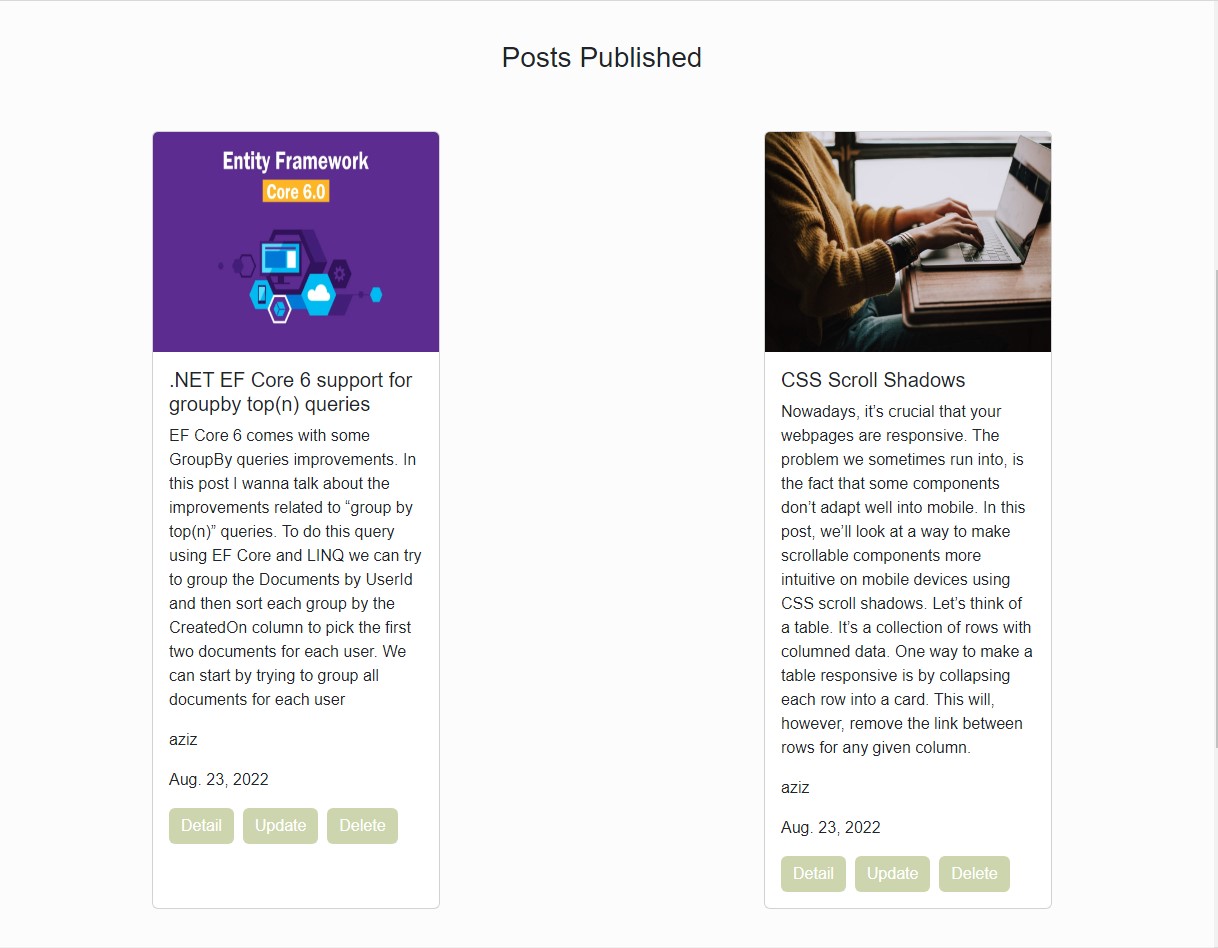 Posts Published
Entity Framework
Core 6.0
.NET EF Core 6 support for
groupby top(n) queries
EF Core 6 comes with some
GroupBy queries improvements. In
this post I wanna talk about the
improvements related to “group by
top(n)” queries. To do this query
using EF Core and LINQ we can try
to group the Documents by UserId
and then sort each group by the
CreatedOn column to pick the first
two documents for each user. We
can start by trying to group all
documents for each user
aziz
Aug. 23, 2022
Detail Update Delete
CSS Scroll Shadows
Nowadays, it’s crucial that your
webpages are responsive. The
problem we sometimes run into, is
the fact that some components
don’t adapt well into mobile. In this
post, we’ll look at a way to make
scrollable components more
intuitive on mobile devices using
CSS scroll shadows. Let’s think of
a table. It’s a collection of rows with
columned data. One way to make a
table responsive is by collapsing
each row into a card. This will,
however, remove the link between
rows for any given column.
aziz
Aug. 23, 2022
Detail Update Delete